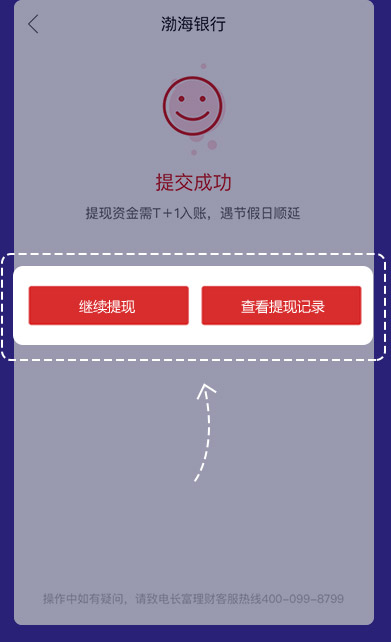 渤海银行
提交成功
提现资金需T+1入账，遇节假日顺延
继续提现
查看提现记录
操作中如有疑问，请致电长富理财客服热线400-099-8799